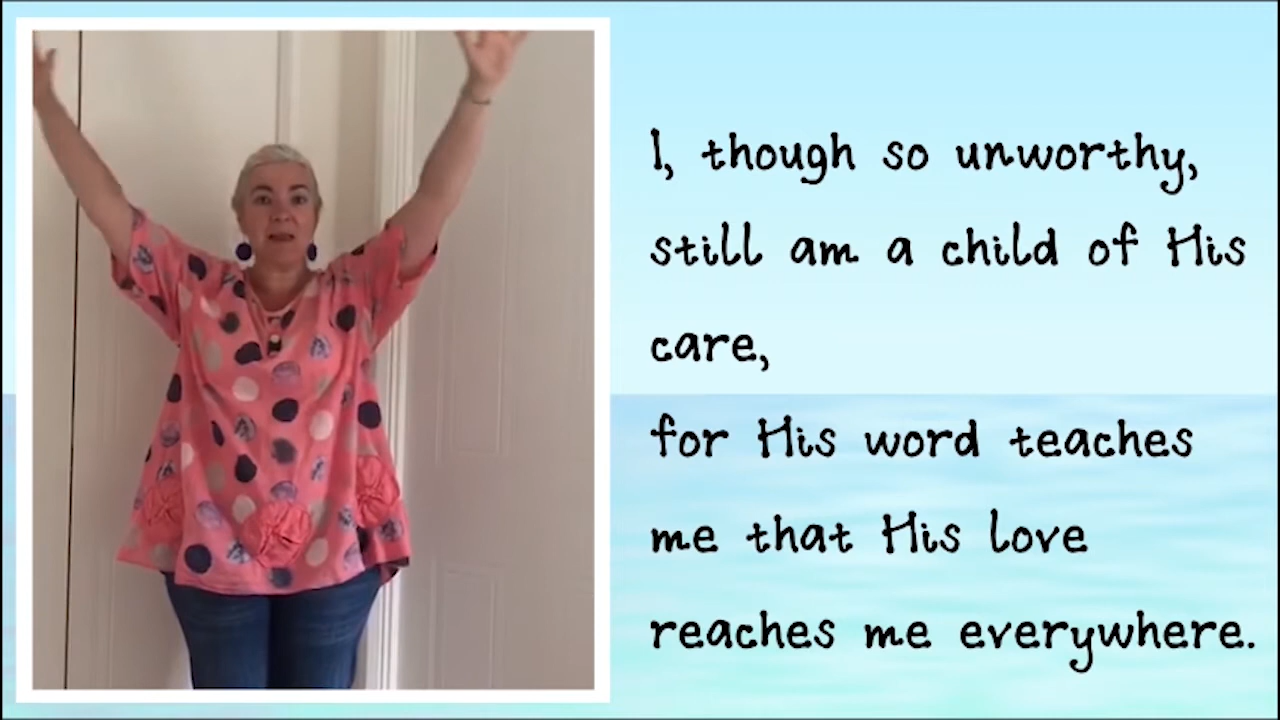 I, though so unworthy,
still am a child of His
care,
for His word teaches
me that His love
reaches me everywhere.